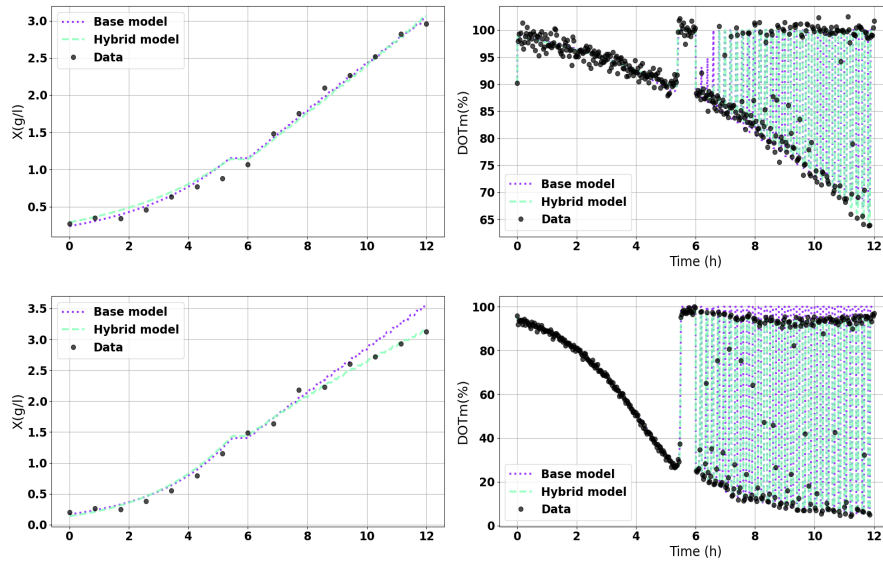 X(g/l)
3.0
2.5
2.0
1.5
1.0
0.5
0 2 4 6 8 10 12
Base model
Hybrid model
Data
DOTm(%)
100
95
90
85
80
75
70
65
0 2 4 6 8 10 12
Time (h)
Base model
Hybrid model
Data
X(g/l)
3.5
3.0
2.5
2.0
1.5
1.0
0.5
0.0
0 2 4 6 8 10 12
Base model
Hybrid model
Data
DOTm(%)
100
80
60
40
20
0
0 2 4 6 8 10 12
Time (h)
Base model
Hybrid model
Data